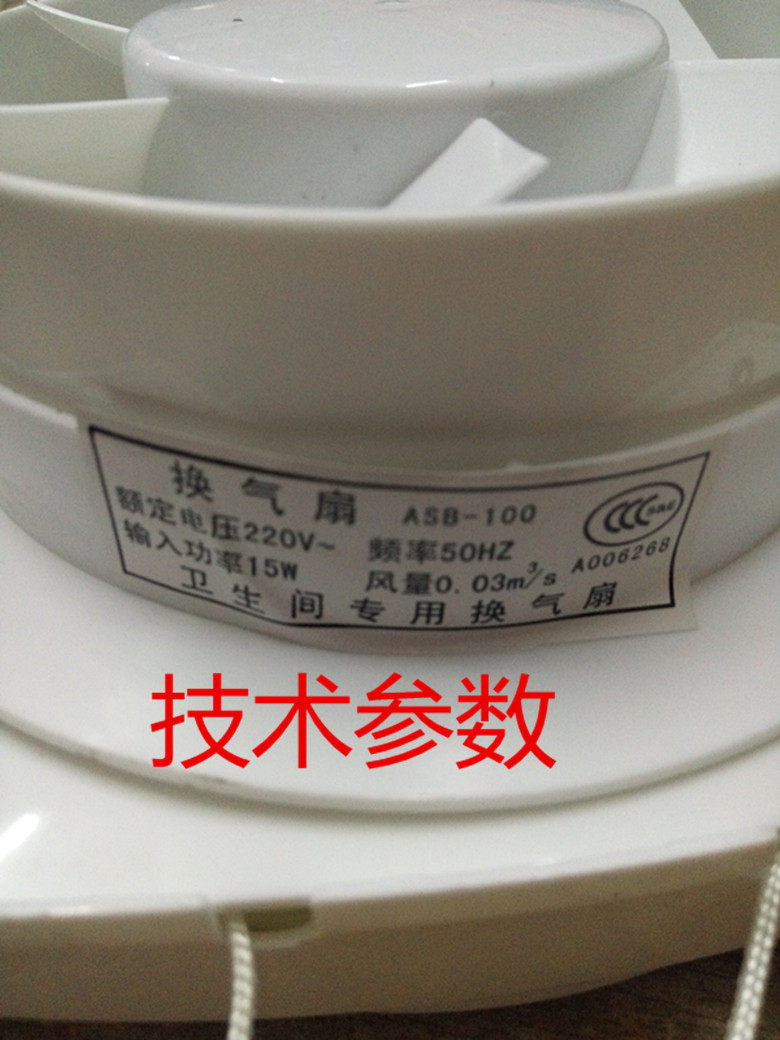 换气扇 ASB-100
额定电压220V~ 频率50HZ
输入功率15W 风量0.03m³/s
CCC S&E
A006268
卫生间专用换气扇
技术参数